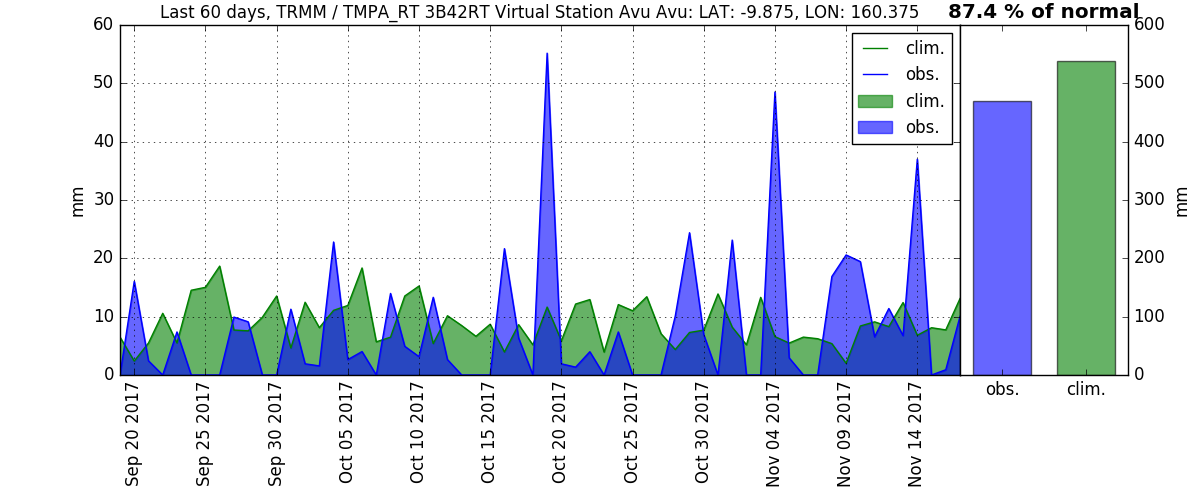 Last 60 days, TRMM / TMPA_RT 3B42RT Virtual Station Avu Avu: LAT: -9.875, LON: 160.375
87.4 % of normal
60
50
40
30
20
10
0
mm
clim.
obs.
clim.
obs.
600
500
400
300
200
100
0
mm
Sep 20 2017
Sep 25 2017
Sep 30 2017
Oct 05 2017
Oct 10 2017
Oct 15 2017
Oct 20 2017
Oct 25 2017
Oct 30 2017
Nov 04 2017
Nov 09 2017
Nov 14 2017
obs.
clim.